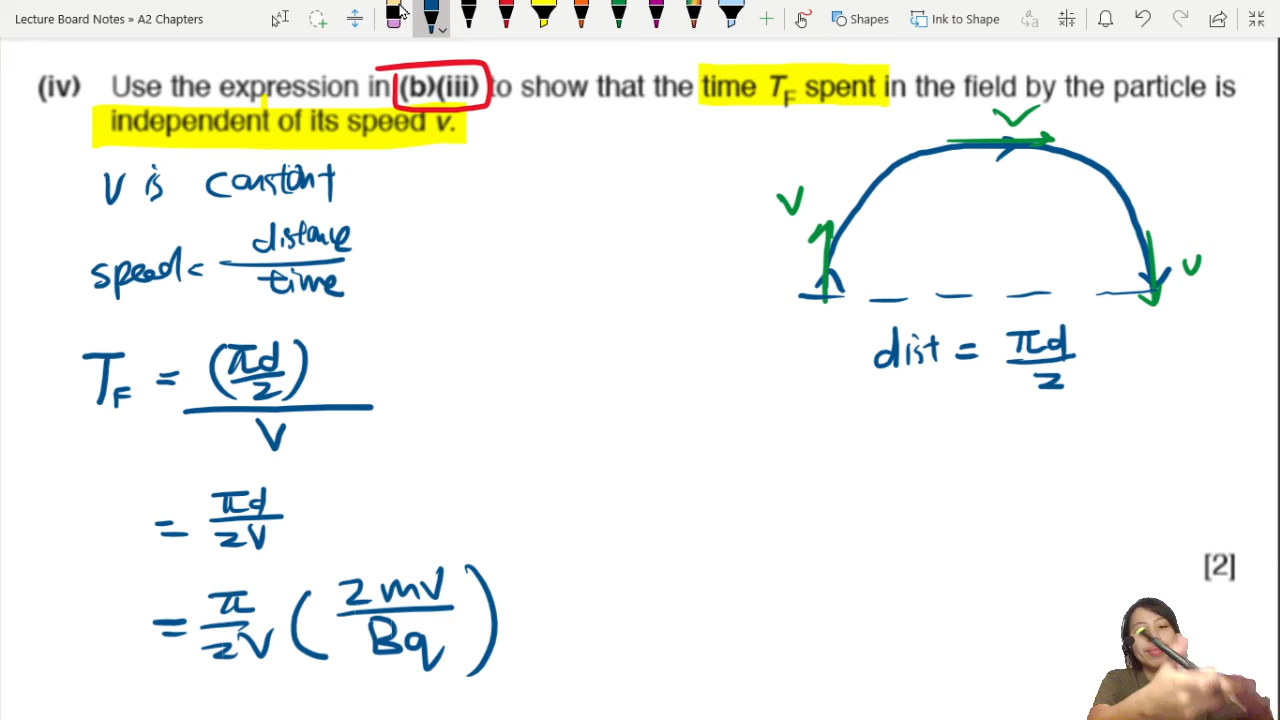 Lecture Board Notes » A2 Chapters
Shapes
Ink to Shape
(iv) Use the expression in (b)(iii) to show that the time TF spent in the field by the particle is
independent of its speed v.
v is constant
speed = distance / time
TF = (πd/2) / v
= πd / 2v
= π / 2v ( 2mv / Bq )
v
v
v
dist = πd / 2
[2]